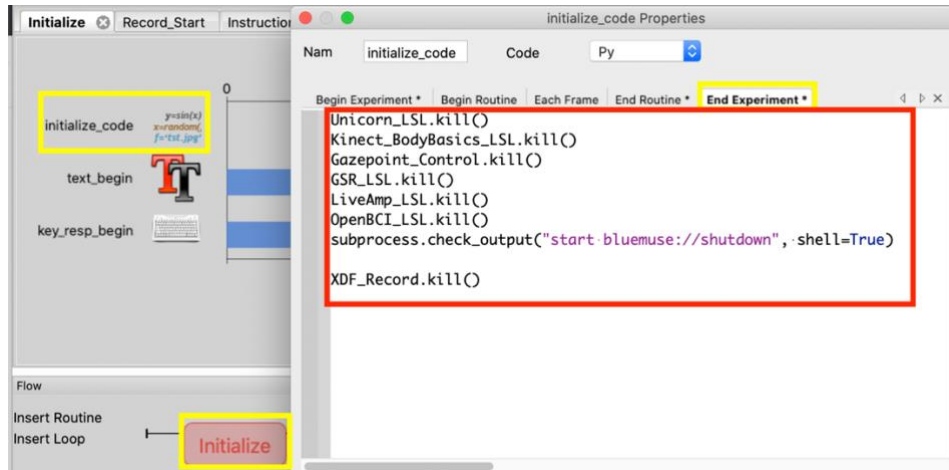 Initialize
Record_Start
Instruction
initialize_code Properties
Nam
initialize_code
Code
Py
0
Begin Experiment *
Begin Routine
Each Frame
End Routine *
End Experiment *
initialize_code
y=sin(x)
x=random(,
f='tst.jpg'
text_begin
TT
key_resp_begin
Unicorn_LSL.kill()
Kinect_BodyBasics_LSL.kill()
Gazepoint_Control.kill()
GSR_LSL.kill()
LiveAmp_LSL.kill()
OpenBCI_LSL.kill()
subprocess.check_output("start bluemuse://shutdown", shell=True)
XDF_Record.kill()
Flow
Insert Routine
Insert Loop
Initialize